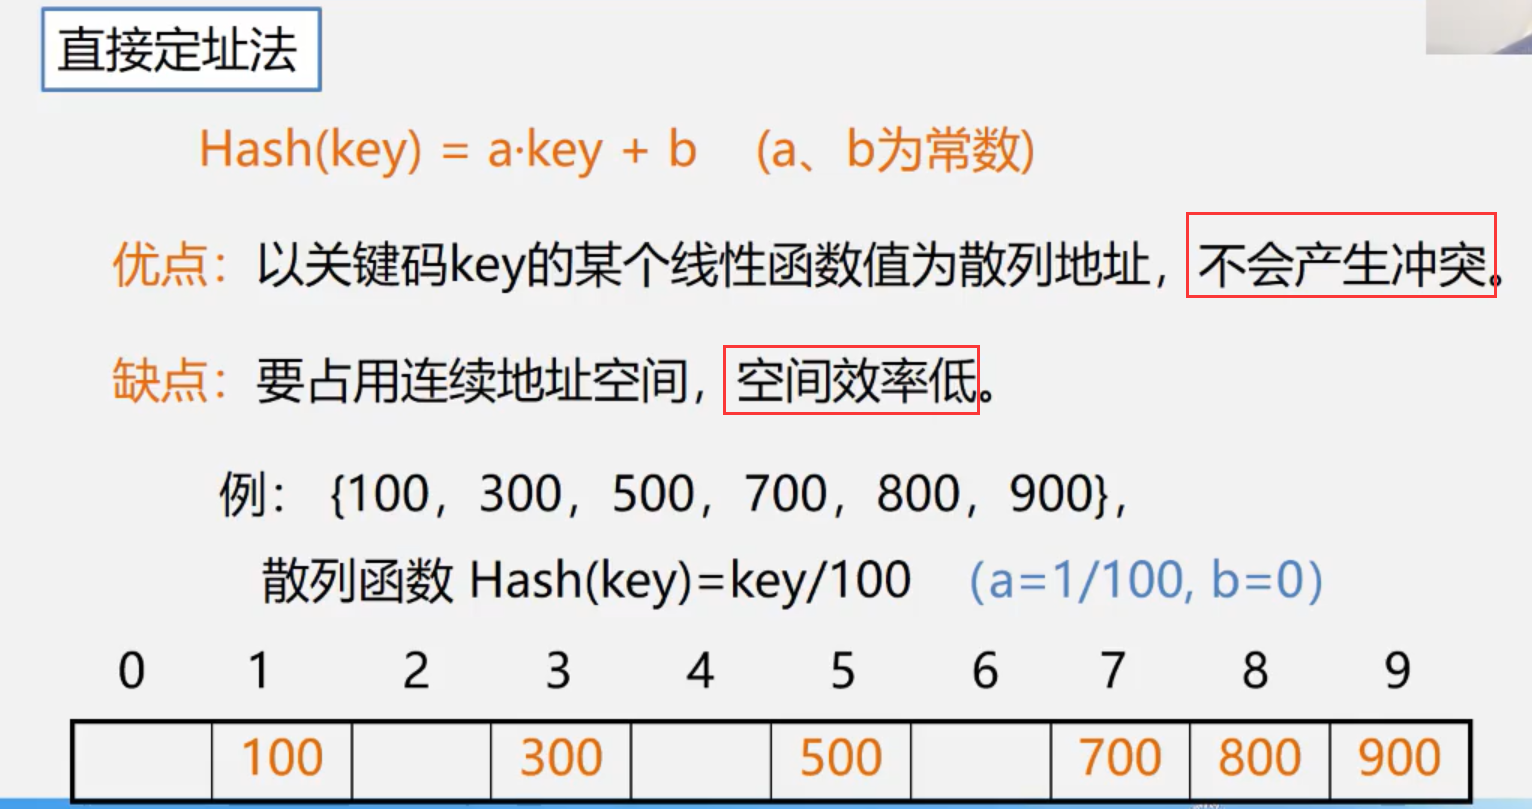 直接定址法
Hash(key) = a·key + b (a、b为常数)
优点：以关键码key的某个线性函数值为散列地址，不会产生冲突。
缺点：要占用连续地址空间，空间效率低。
例： {100，300，500，700，800，900}，
散列函数 Hash(key)=key/100 （a=1/100, b=0）
0 1 2 3 4 5 6 7 8 9
100 300 500 700 800 900